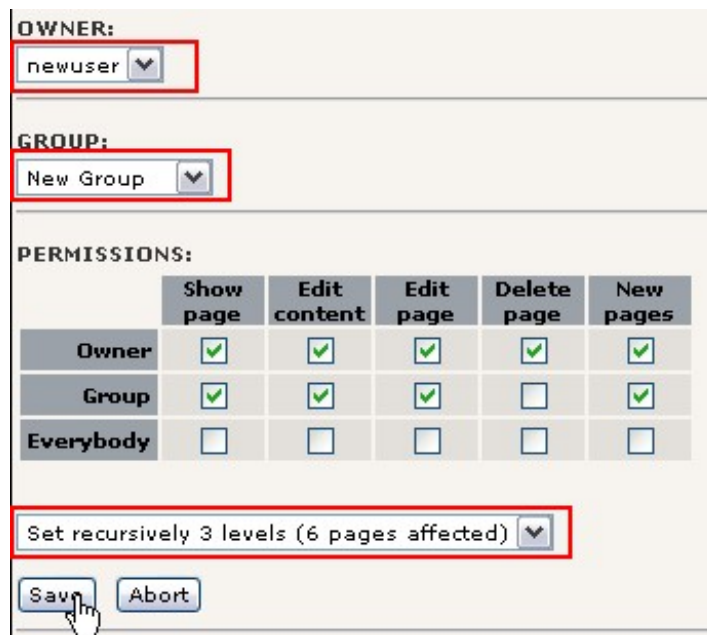 OWNER:
newuser
GROUP:
New Group
PERMISSIONS:
Show page Edit content Edit page Delete page New pages
Owner
Group
Everybody
Set recursively 3 levels (6 pages affected)
Save Abort